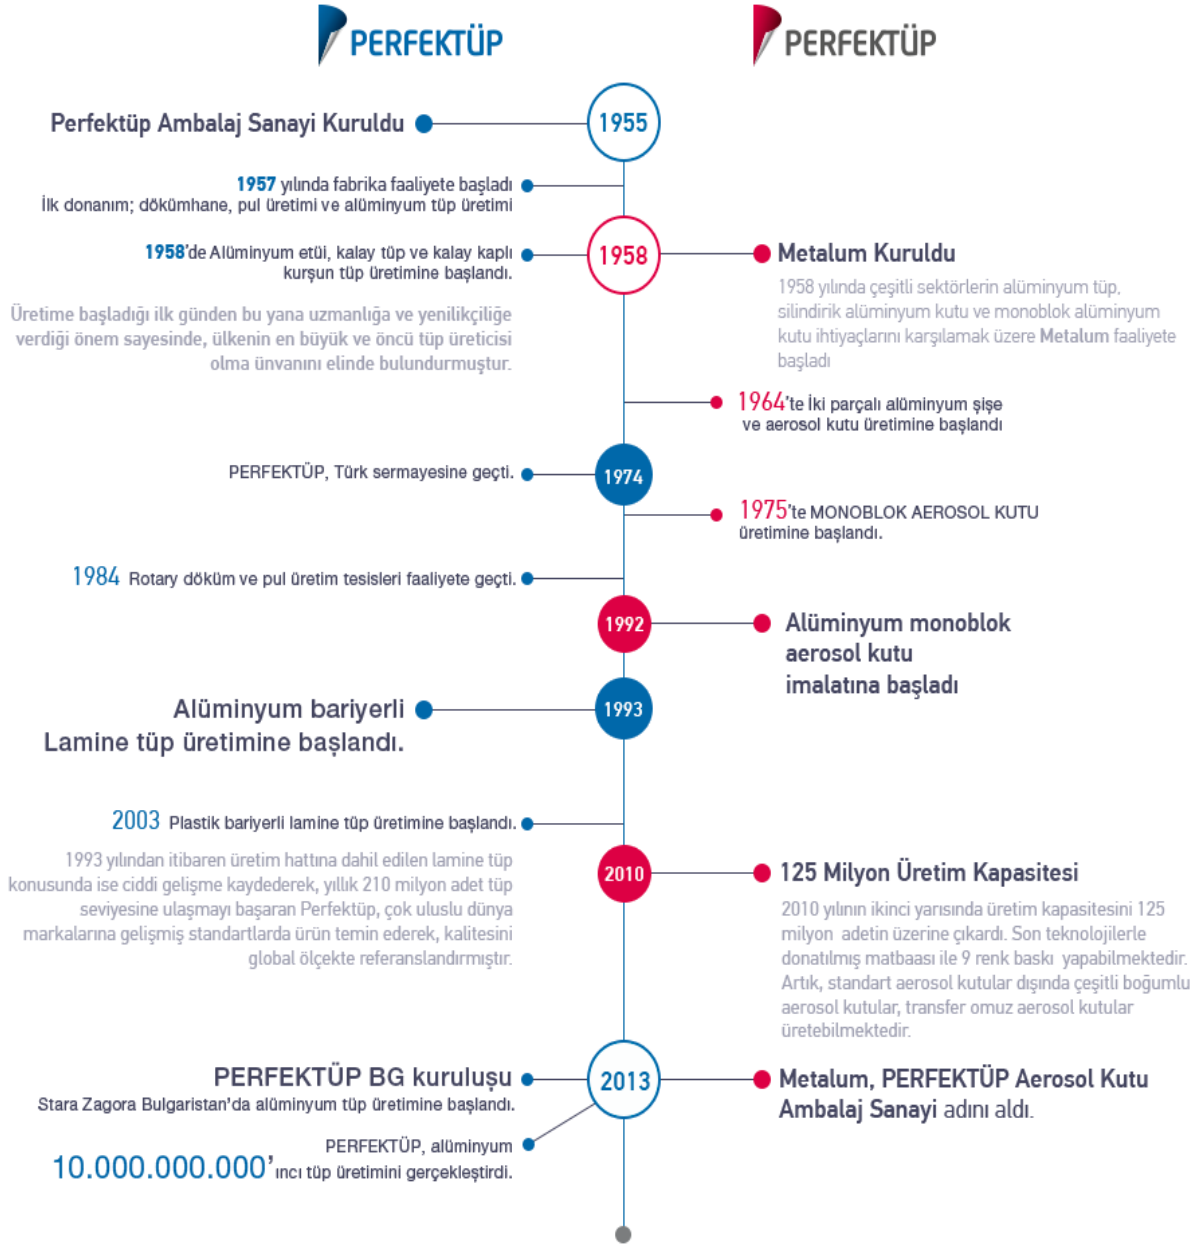 PERFEKTÜP
PERFEKTÜP
1955
Perfektüp Ambalaj Sanayi Kuruldu
1957 yılında fabrika faaliyete başladı
İlk donanım; dökümhane, pul üretimi ve alüminyum tüp üretimi
1958
1958'de Alüminyum etüi, kalay tüp ve kalay kaplı
kurşun tüp üretimine başlandı.
Üretime başladığı ilk günden bu yana uzmanlığa ve yenilikçiliğe
verdiği önem sayesinde, ülkenin en büyük ve öncü tüp üreticisi
olma ünvanını elinde bulundurmuştur.
Metalum Kuruldu
1958 yılında çeşitli sektörlerin alüminyum tüp,
silindirik alüminyum kutu ve monoblok alüminyum
kutu ihtiyaçlarını karşılamak üzere Metalum faaliyete
başladı
1964'te İki parçalı alüminyum şişe
ve aerosol kutu üretimine başlandı
1974
PERFEKTÜP, Türk sermayesine geçti.
1975'te MONOBLOK AEROSOL KUTU
üretimine başlandı.
1984 Rotary döküm ve pul üretim tesisleri faaliyete geçti.
1992
Alüminyum monoblok
aerosol kutu
imalatına başladı
1993
Alüminyum bariyerli
Lamine tüp üretimine başlandı.
2003 Plastik bariyerli lamine tüp üretimine başlandı.
1993 yılından itibaren üretim hattına dahil edilen lamine tüp
konusunda ise ciddi gelişme kaydederek, yıllık 210 milyon adet tüp
seviyesine ulaşmayı başaran Perfektüp, çok uluslu dünya
markalarına gelişmiş standartlarda ürün temin ederek, kalitesini
global ölçekte referanslandırmıştır.
2010
125 Milyon Üretim Kapasitesi
2010 yılının ikinci yarısında üretim kapasitesini 125
milyon adetin üzerine çıkardı. Son teknolojilerle
donatılmış matbaası ile 9 renk baskı yapabilmektedir.
Artık, standart aerosol kutular dışında çeşitli boğumlu
aerosol kutular, transfer omuz aerosol kutular
üretebilmektedir.
2013
PERFEKTÜP BG kuruluşu
Stara Zagora Bulgaristan'da alüminyum tüp üretimine başlandı.
PERFEKTÜP, alüminyum
10.000.000.000'ıncı tüp üretimini gerçekleştirdi.
Metalum, PERFEKTÜP Aerosol Kutu
Ambalaj Sanayi adını aldı.